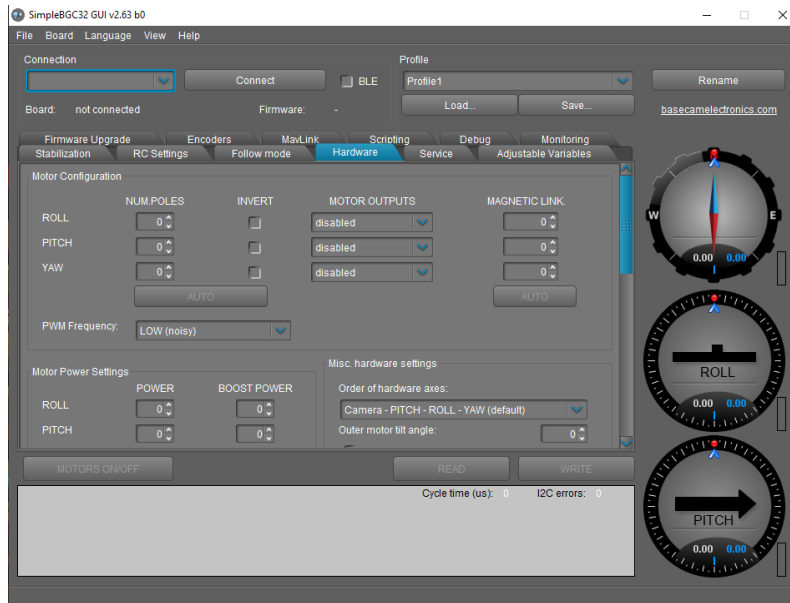 SimpleBGC32 GUI v2.63 b0
File Board Language View Help
Connection
Connect
BLE
Board: not connected
Firmware: -
Profile
Profile1
Rename
Load...
Save...
basecamelectronics.com
Firmware Upgrade Encoders MavLink Scripting Debug Monitoring
Stabilization RC Settings Follow mode Hardware Service Adjustable Variables
Motor Configuration
NUM.POLES INVERT MOTOR OUTPUTS MAGNETIC LINK.
ROLL 0 disabled 0
PITCH 0 disabled 0
YAW 0 disabled 0
AUTO AUTO
PWM Frequency: LOW (noisy)
Motor Power Settings
POWER BOOST POWER
ROLL 0 0
PITCH 0 0
Misc. hardware settings
Order of hardware axes:
Camera - PITCH - ROLL - YAW (default)
Outer motor tilt angle: 0
MOTORS ON/OFF READ WRITE
Cycle time (us): 0 I2C errors: 0
W E
0.00 0.00
ROLL
0.00 0.00
PITCH
0.00 0.00